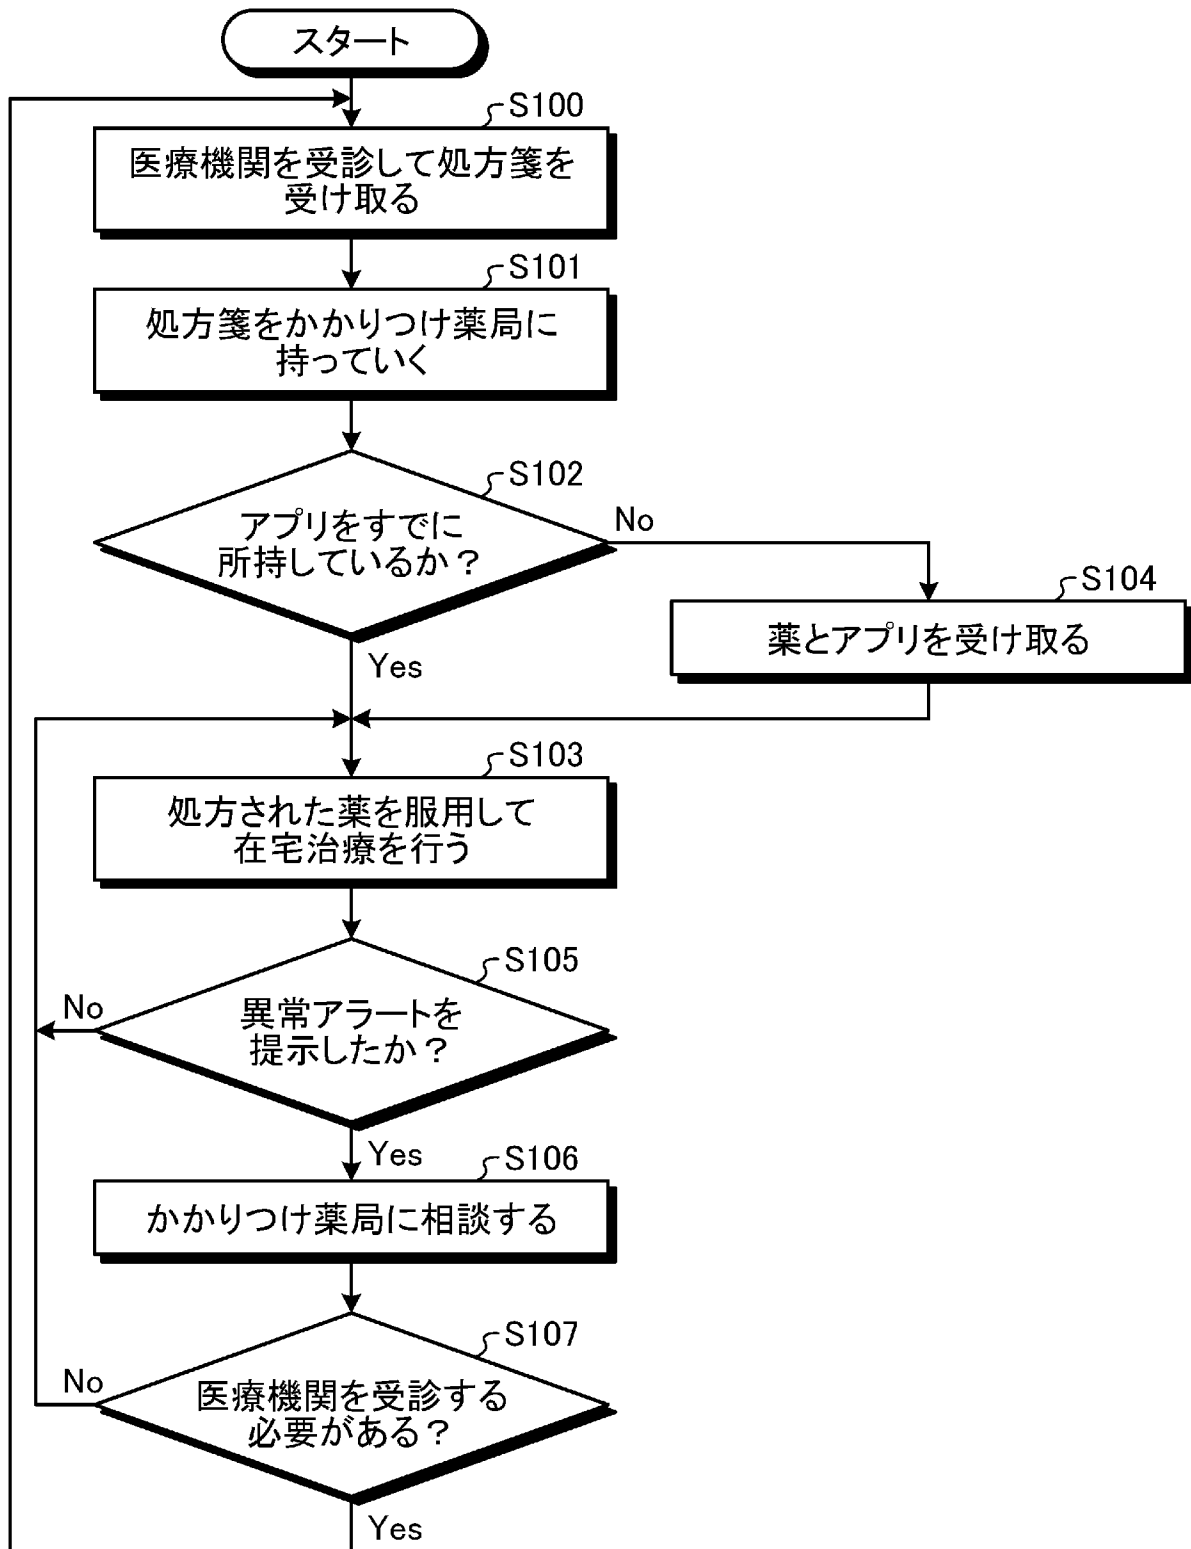 スタート
S100
医療機関を受診して処方箋を
受け取る
S101
処方箋をかかりつけ薬局に
持っていく
S102
アプリをすでに
所持しているか？
No
S104
薬とアプリを受け取る
Yes
S103
処方された薬を服用して
在宅治療を行う
S105
No
異常アラートを
提示したか？
Yes
S106
かかりつけ薬局に相談する
S107
No
医療機関を受診する
必要がある？
Yes